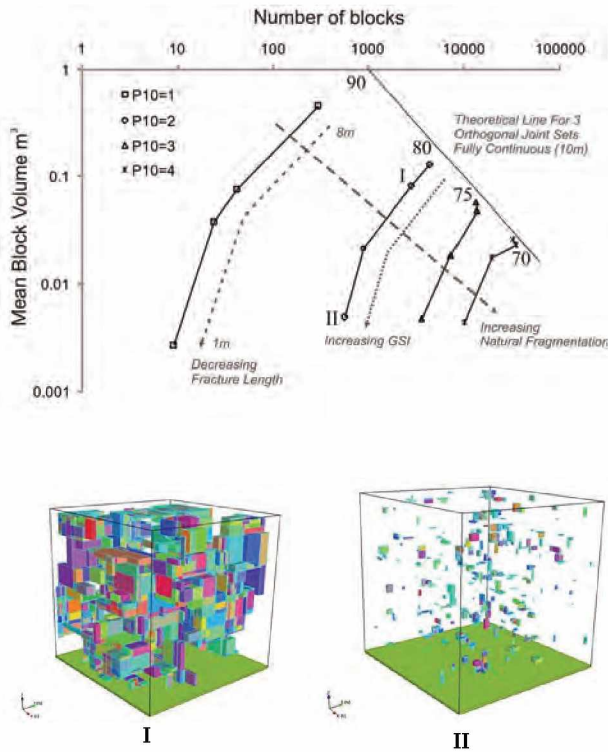 Number of blocks
1 10 100 1000 10000 100000
1
0.1
0.01
0.001
Mean Block Volume m³
P10=1
P10=2
P10=3
P10=4
90
Theoretical Line For 3
Orthogonal Joint Sets
Fully Continuous (10m)
8m
80
I
75
70
II
1m
Decreasing
Fracture Length
Increasing GSI
Increasing
Natural Fragmentation
I
II